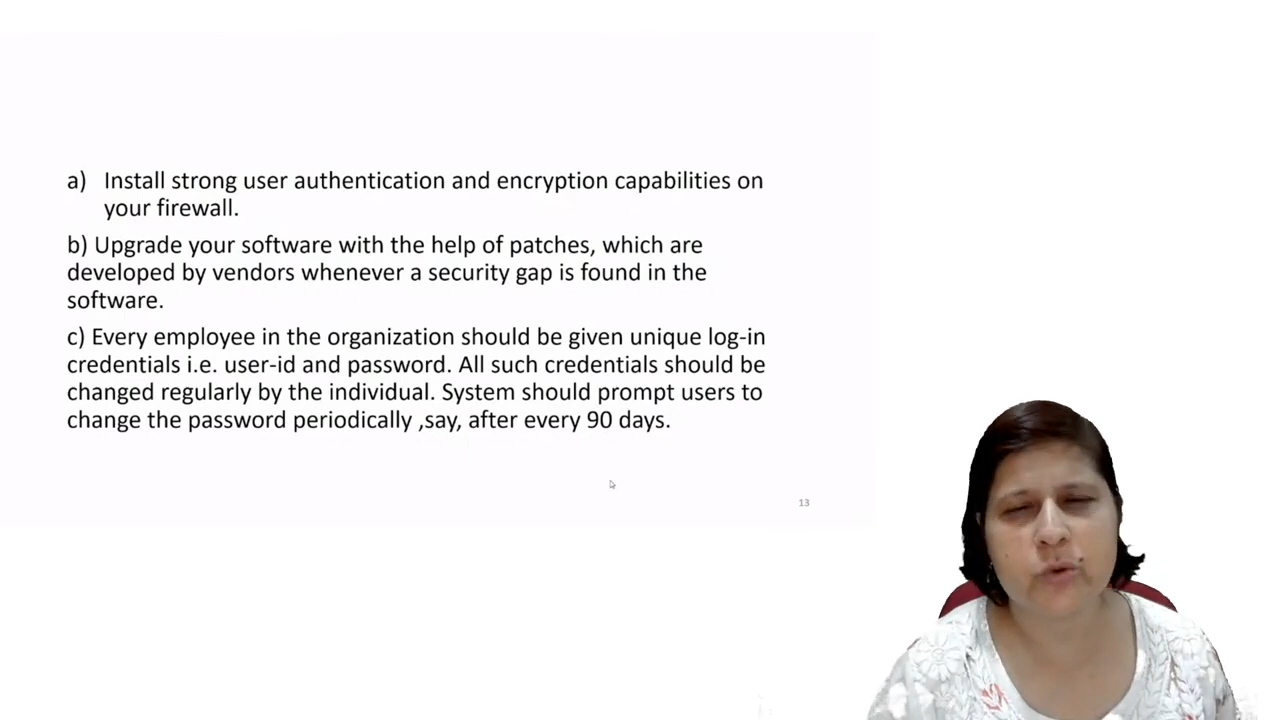 a) Install strong user authentication and encryption capabilities on
your firewall.
b) Upgrade your software with the help of patches, which are
developed by vendors whenever a security gap is found in the
software.
c) Every employee in the organization should be given unique log-in
credentials i.e. user-id and password. All such credentials should be
changed regularly by the individual. System should prompt users to
change the password periodically ,say, after every 90 days.
13